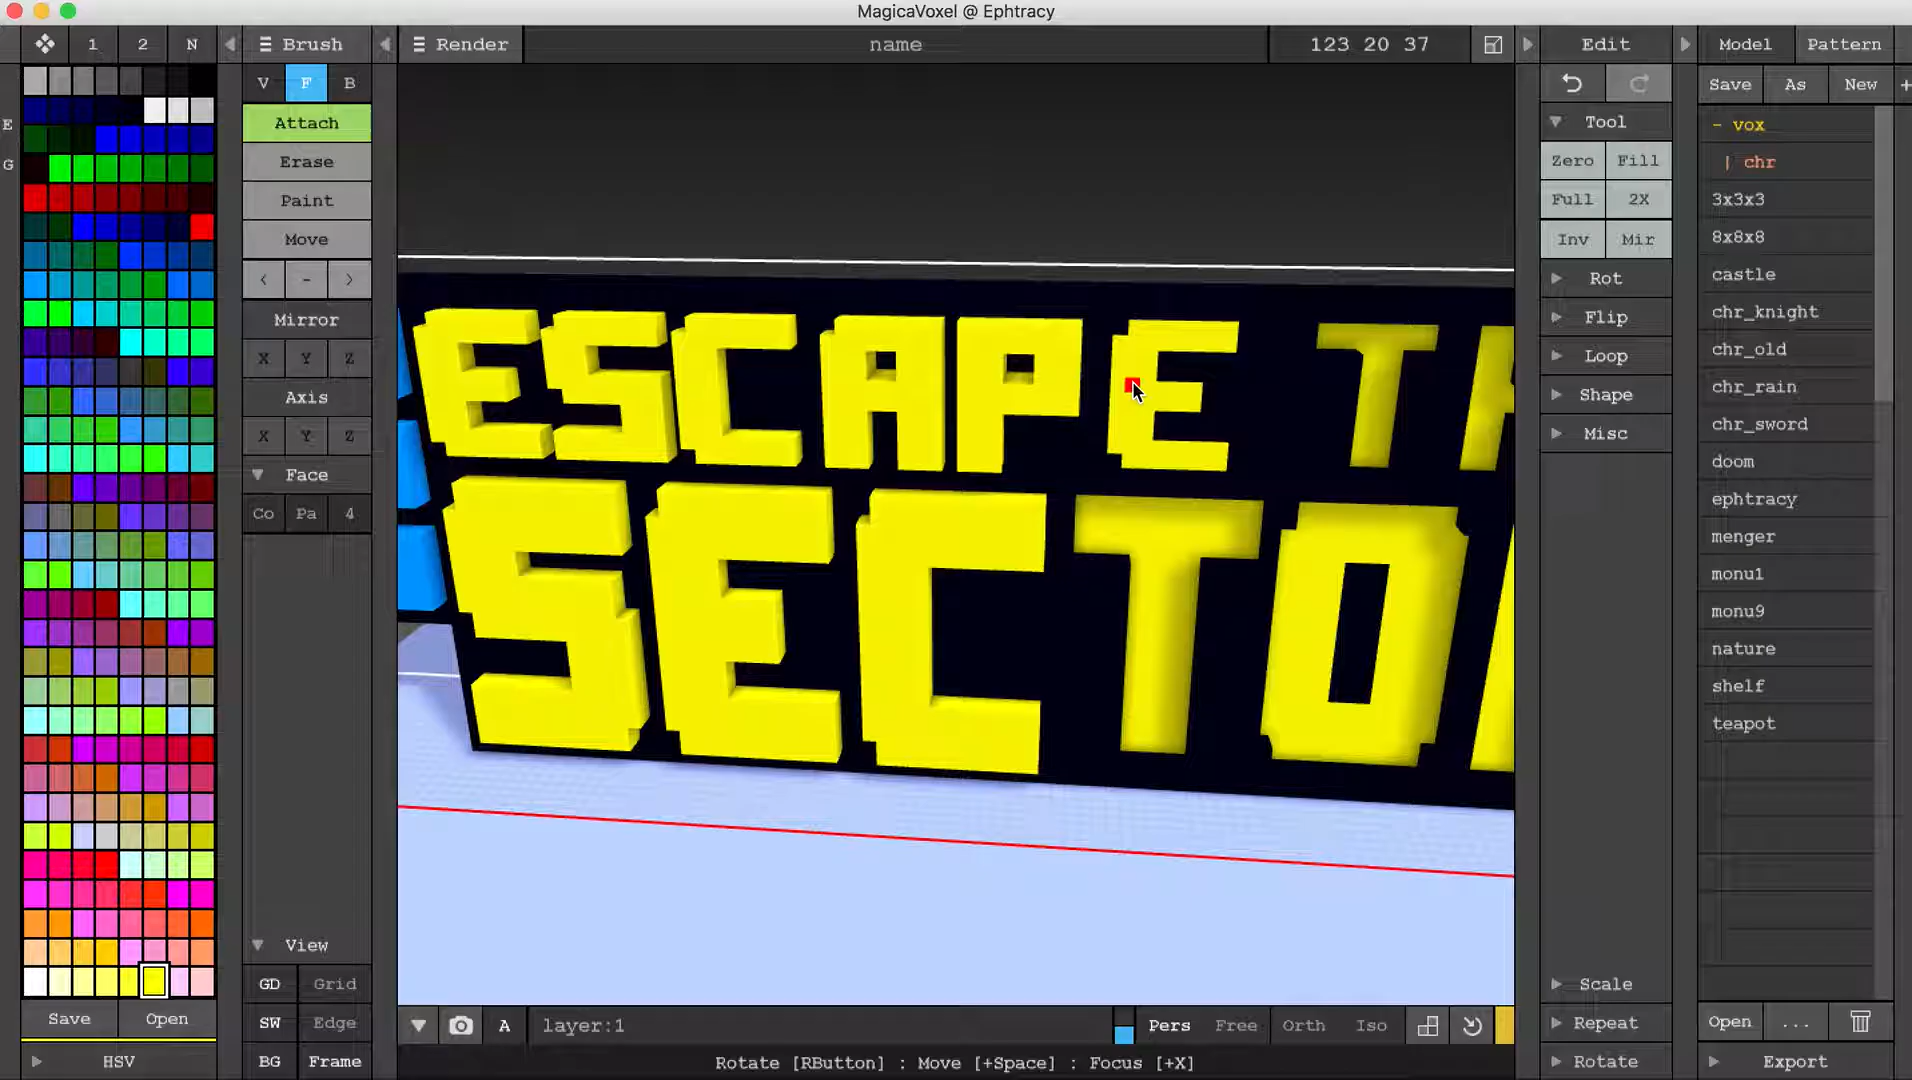 MagicaVoxel @ Ephtracy
1 2 N Brush Render name 123 20 37 Edit Model Pattern
V F B
Save As New +
E
G
Attach
Erase
Paint
Move
< - >
Mirror
X Y Z
Axis
X Y Z
Face
Co Pa 4
View
GD Grid
SW Edge
BG Frame
Save Open
HSV
ESCAPE
SECTO
layer:1
A
Pers Free Orth Iso
Rotate [RButton] : Move [+Space] : Focus [+X]
Tool
Zero Fill
Full 2X
Inv Mir
Rot
Flip
Loop
Shape
Misc
Scale
Repeat
Rotate
- vox
| chr
3x3x3
8x8x8
castle
chr_knight
chr_old
chr_rain
chr_sword
doom
ephtracy
menger
monu1
monu9
nature
shelf
teapot
Open ...
Export